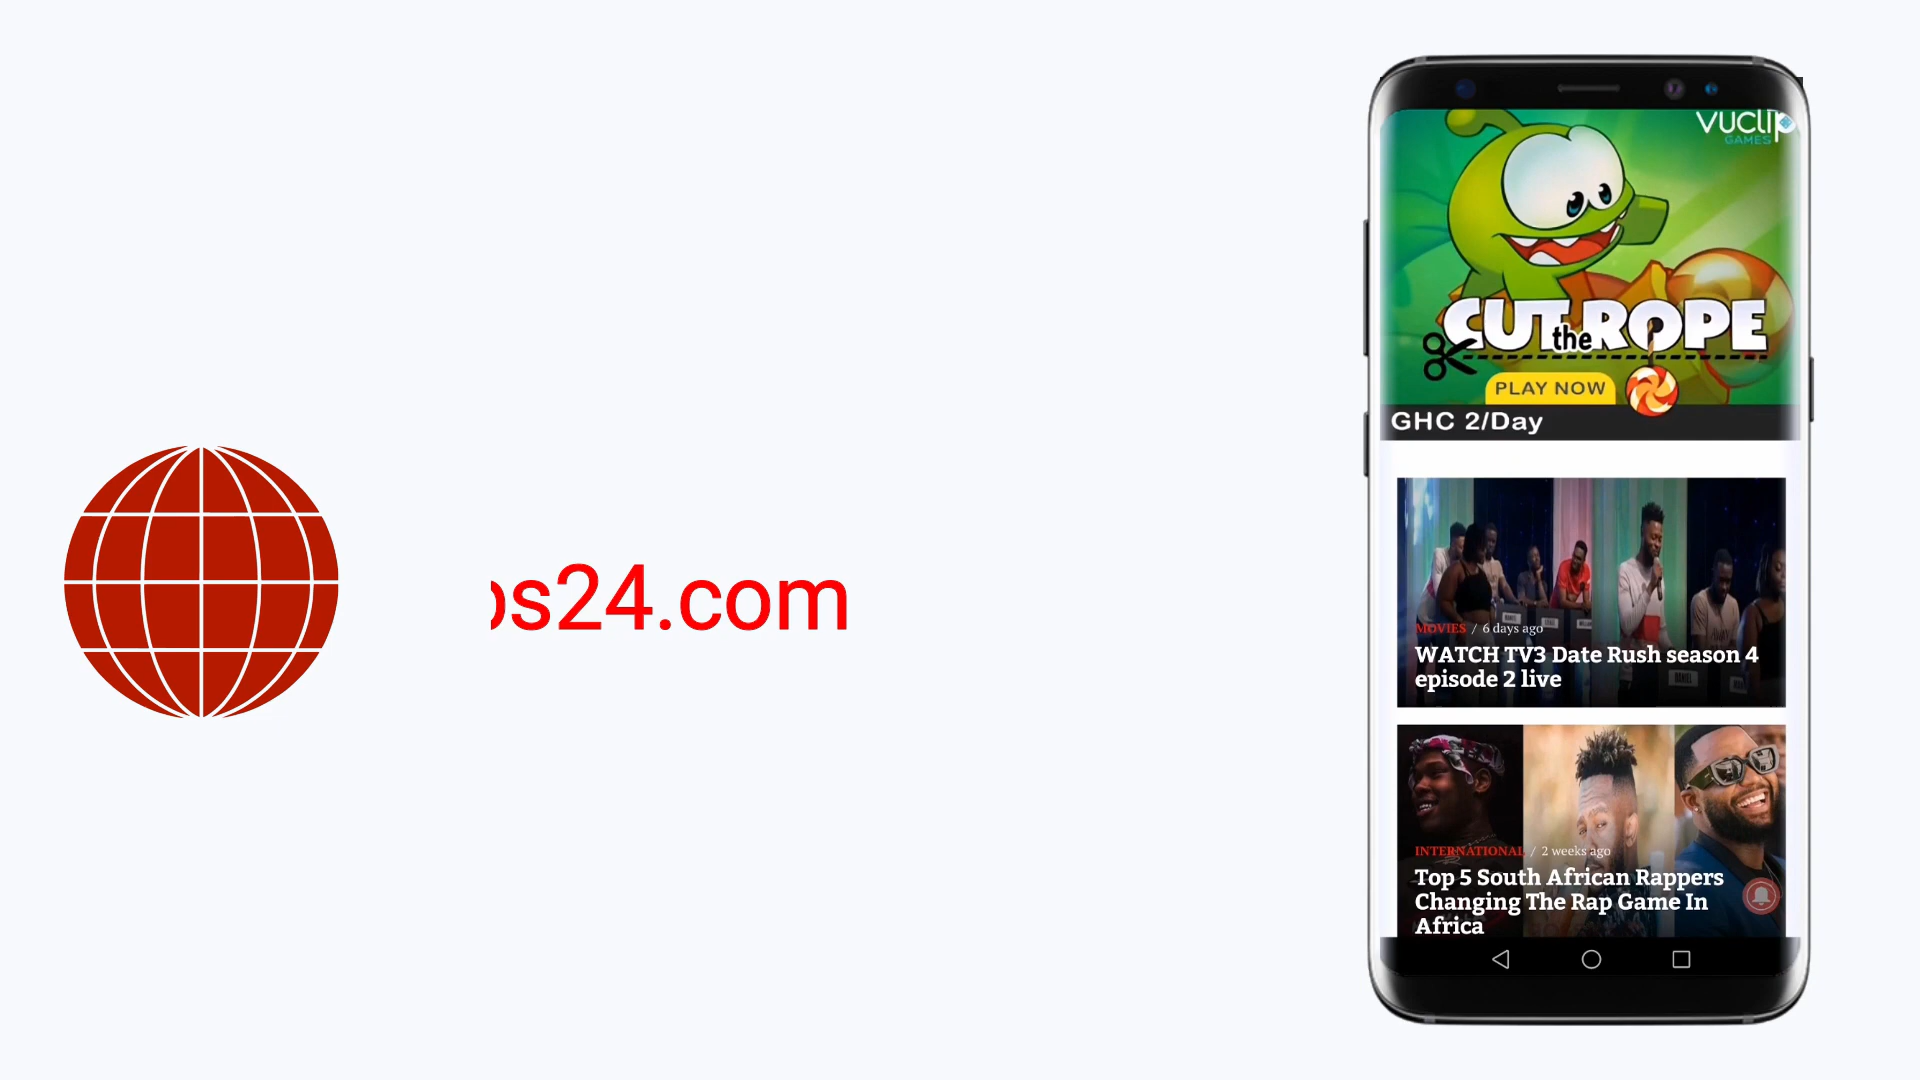 os24.com
vuclip
GAMES
CUT the ROPE
PLAY NOW
GHC 2/Day
MOVIES / 6 days ago
WATCH TV3 Date Rush season 4
episode 2 live
INTERNATIONAL / 2 weeks ago
Top 5 South African Rappers
Changing The Rap Game In
Africa